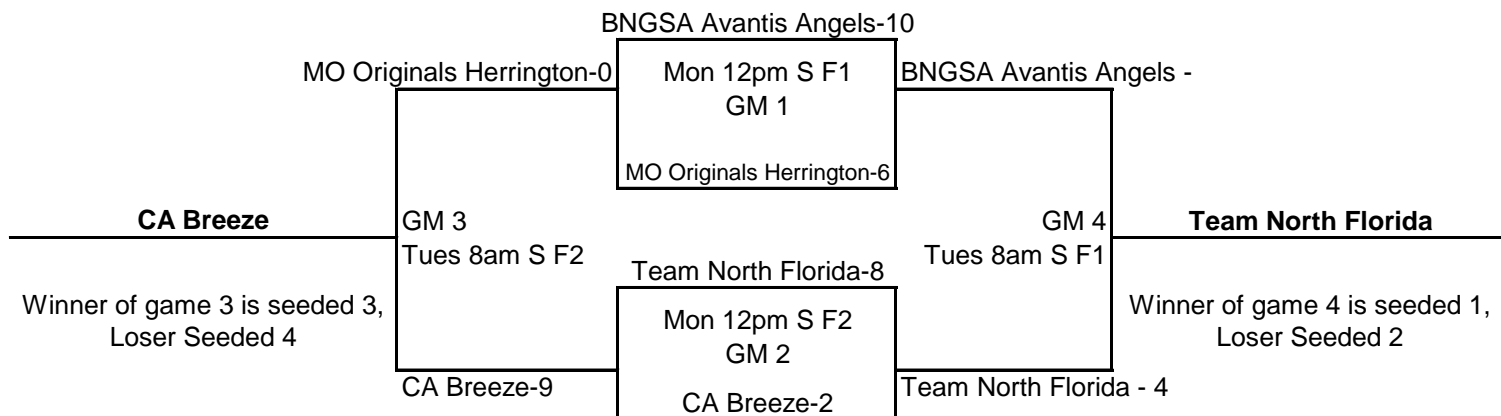 BNGSA Avantis Angels-10
MO Originals Herrington-0
Mon 12pm S F1
GM 1
BNGSA Avantis Angels -
MO Originals Herrington-6
CA Breeze
GM 3
Tues 8am S F2
GM 4
Tues 8am S F1
Team North Florida
Winner of game 3 is seeded 3,
Loser Seeded 4
Team North Florida-8
Mon 12pm S F2
GM 2
CA Breeze-2
CA Breeze-9
Team North Florida - 4
Winner of game 4 is seeded 1,
Loser Seeded 2